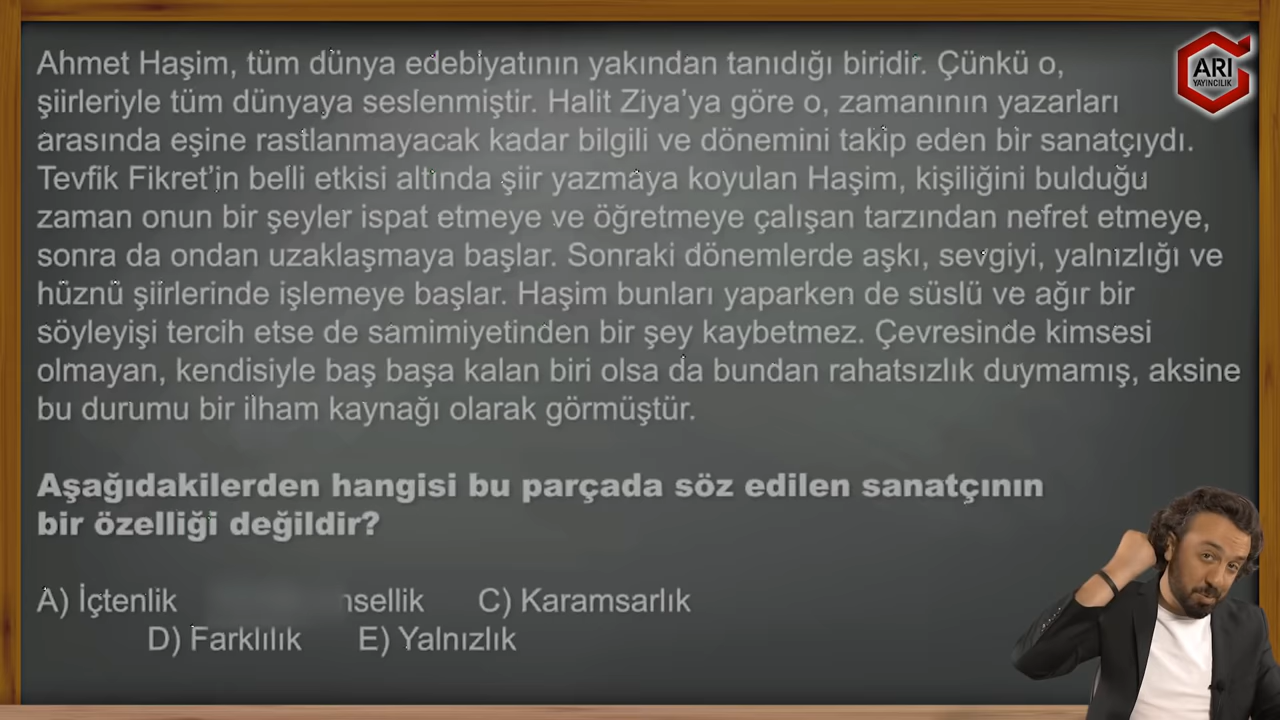 Ahmet Haşim, tüm dünya edebiyatının yakından tanıdığı biridir. Çünkü o,
şiirleriyle tüm dünyaya seslenmiştir. Halit Ziya'ya göre o, zamanının yazarları
arasında eşine rastlanmayacak kadar bilgili ve dönemini takip eden bir sanatçıydı.
Tevfik Fikret'in belli etkisi altında şiir yazmaya koyulan Haşim, kişiliğini bulduğu
zaman onun bir şeyler ispat etmeye ve öğretmeye çalışan tarzından nefret etmeye,
sonra da ondan uzaklaşmaya başlar. Sonraki dönemlerde aşkı, sevgiyi, yalnızlığı ve
hüznü şiirlerinde işlemeye başlar. Haşim bunları yaparken de süslü ve ağır bir
söyleyişi tercih etse de samimiyetinden bir şey kaybetmez. Çevresinde kimsesi
olmayan, kendisiyle baş başa kalan biri olsa da bundan rahatsızlık duymamış, aksine
bu durumu bir ilham kaynağı olarak görmüştür.
Aşağıdakilerden hangisi bu parçada söz edilen sanatçının
bir özelliği değildir?
A) İçtenlik C) Karamsarlık
D) Farklılık E) Yalnızlık
ARI
YAYINCILIK